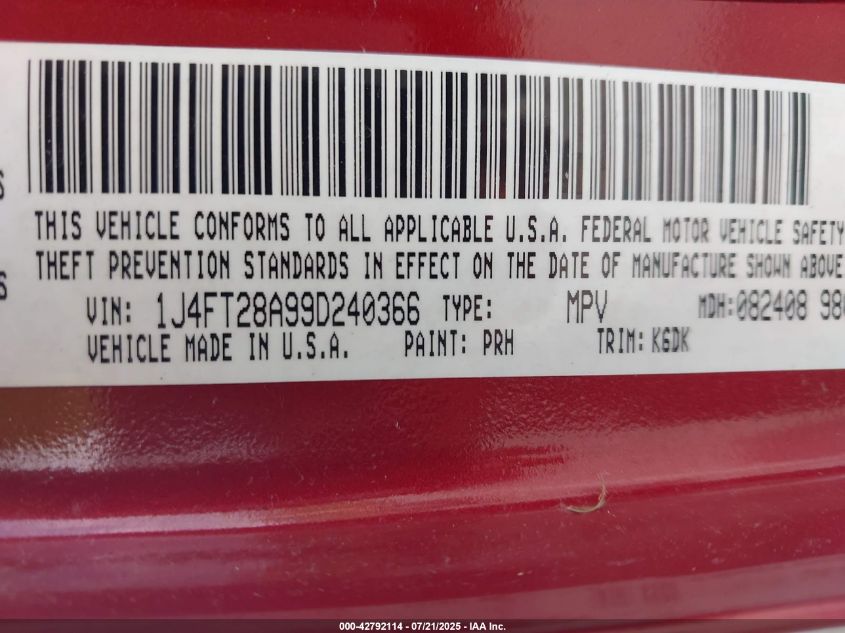 THIS VEHICLE CONFORMS TO ALL APPLICABLE U.S.A. FEDERAL MOTOR VEHICLE SAFETY
THEFT PREVENTION STANDARDS IN EFFECT ON THE DATE OF MANUFACTURE SHOWN ABOVE
VIN: 1J4FT28A99D240366 TYPE: MPV MDH:082408
VEHICLE MADE IN U.S.A. PAINT: PRH TRIM: K6DK
000-42792114 - 07/21/2025 - IAA Inc.